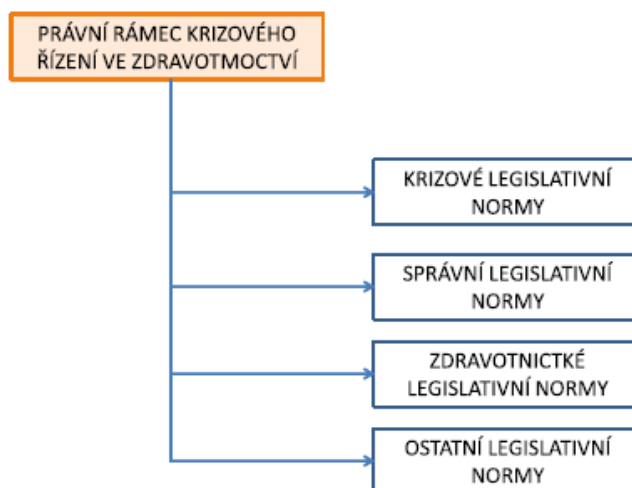 PRÁVNÍ RÁMEC KRIZOVÉHO
ŘÍZENÍ VE ZDRAVOTMOCTVÍ
KRIZOVÉ LEGISLATIVNÍ
NORMY
SPRÁVNÍ LEGISLATIVNÍ
NORMY
ZDRAVOTNICTKÉ
LEGISLATIVNÍ NORMY
OSTATNÍ LEGISLATIVNÍ
NORMY